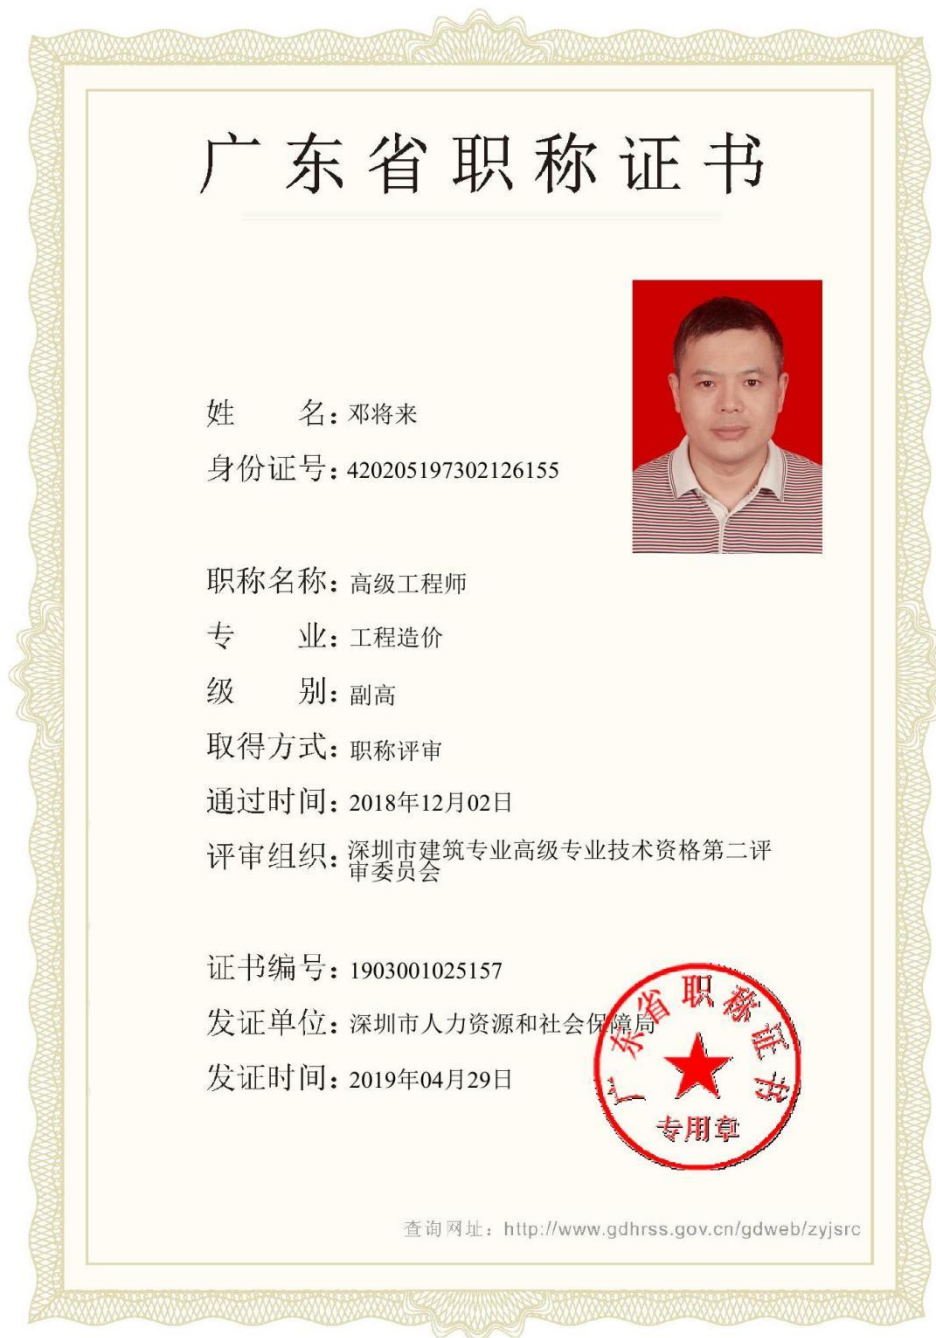 广东省职称证书
姓 名：邓将来
身份证号：420205197302126155
职称名称：高级工程师
专 业：工程造价
级 别：副高
取得方式：职称评审
通过时间：2018年12月02日
评审组织：深圳市建筑专业高级专业技术资格第二评
审委员会
证书编号：1903001025157
发证单位：深圳市人力资源和社会保障局
发证时间：2019年04月29日
广东省职称证书
专用章
查询网址：http://www.gdhrss.gov.cn/gdweb/zyjsrc